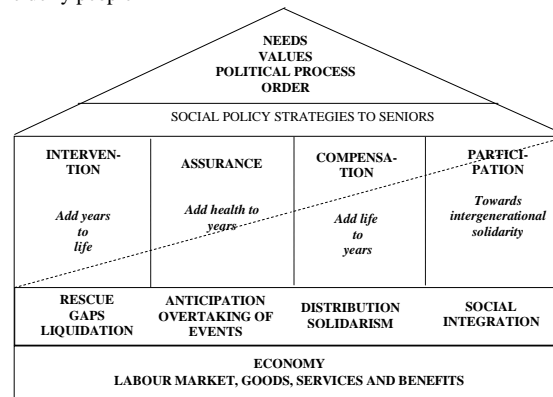 NEEDS
VALUES
POLITICAL PROCESS
ORDER
SOCIAL POLICY STRATEGIES TO SENIORS
INTERVEN-
TION
Add years
to
life
ASSURANCE
Add health to
years
COMPENSA-
TION
Add life
to
years
PARTICI-
PATION
Towards
intergenerational
solidarity
RESCUE
GAPS
LIQUIDATION
ANTICIPATION
OVERTAKING OF
EVENTS
DISTRIBUTION
SOLIDARISM
SOCIAL
INTEGRATION
ECONOMY
LABOUR MARKET, GOODS, SERVICES AND BENEFITS